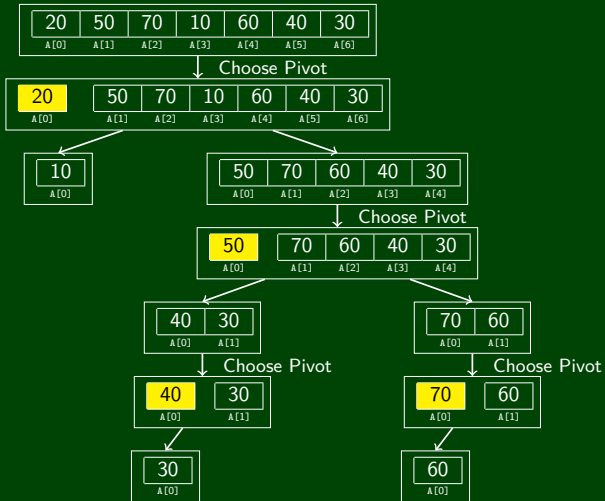 20 50 70 10 60 40 30
A[0] A[1] A[2] A[3] A[4] A[5] A[6]
Choose Pivot
20 50 70 10 60 40 30
A[0] A[1] A[2] A[3] A[4] A[5] A[6]
10 50 70 60 40 30
A[0] A[0] A[1] A[2] A[3] A[4]
Choose Pivot
50 70 60 40 30
A[0] A[1] A[2] A[3] A[4]
40 30 70 60
A[0] A[1] A[0] A[1]
Choose Pivot Choose Pivot
40 30 70 60
A[0] A[1] A[0] A[1]
30 60
A[0] A[0]